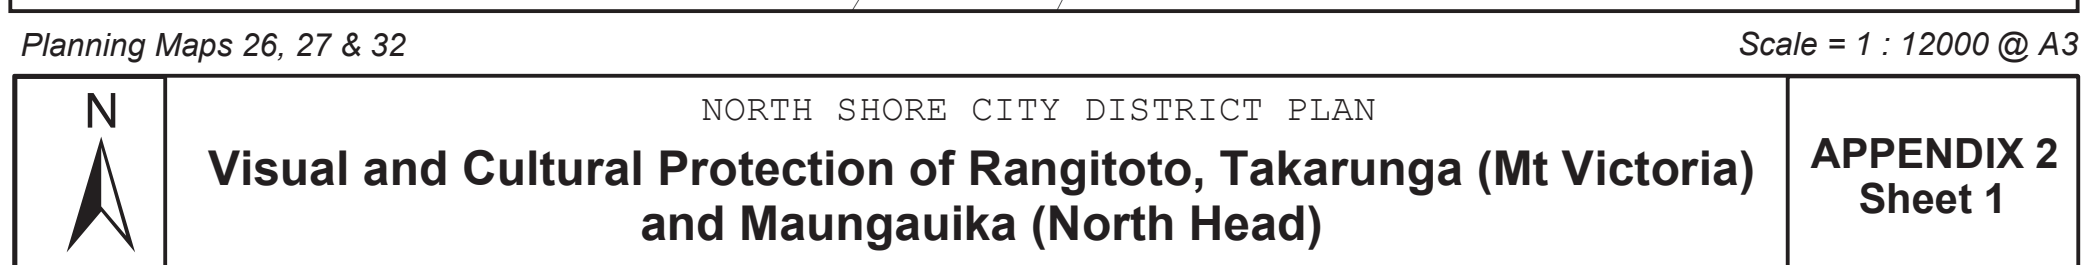 Planning Maps 26, 27 & 32
Scale = 1 : 12000 @ A3
N
NORTH SHORE CITY DISTRICT PLAN
Visual and Cultural Protection of Rangitoto, Takarunga (Mt Victoria)
and Maungauika (North Head)
APPENDIX 2
Sheet 1